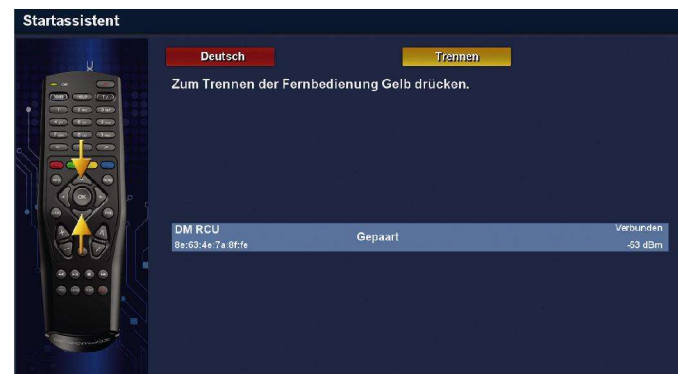 Startassistent
Deutsch
Trennen
Zum Trennen der Fernbedienung Gelb drücken.
OK
DM RCU
8e:63:4e:7a:8f:fe
Gepaart
Verbunden
-53 dBm